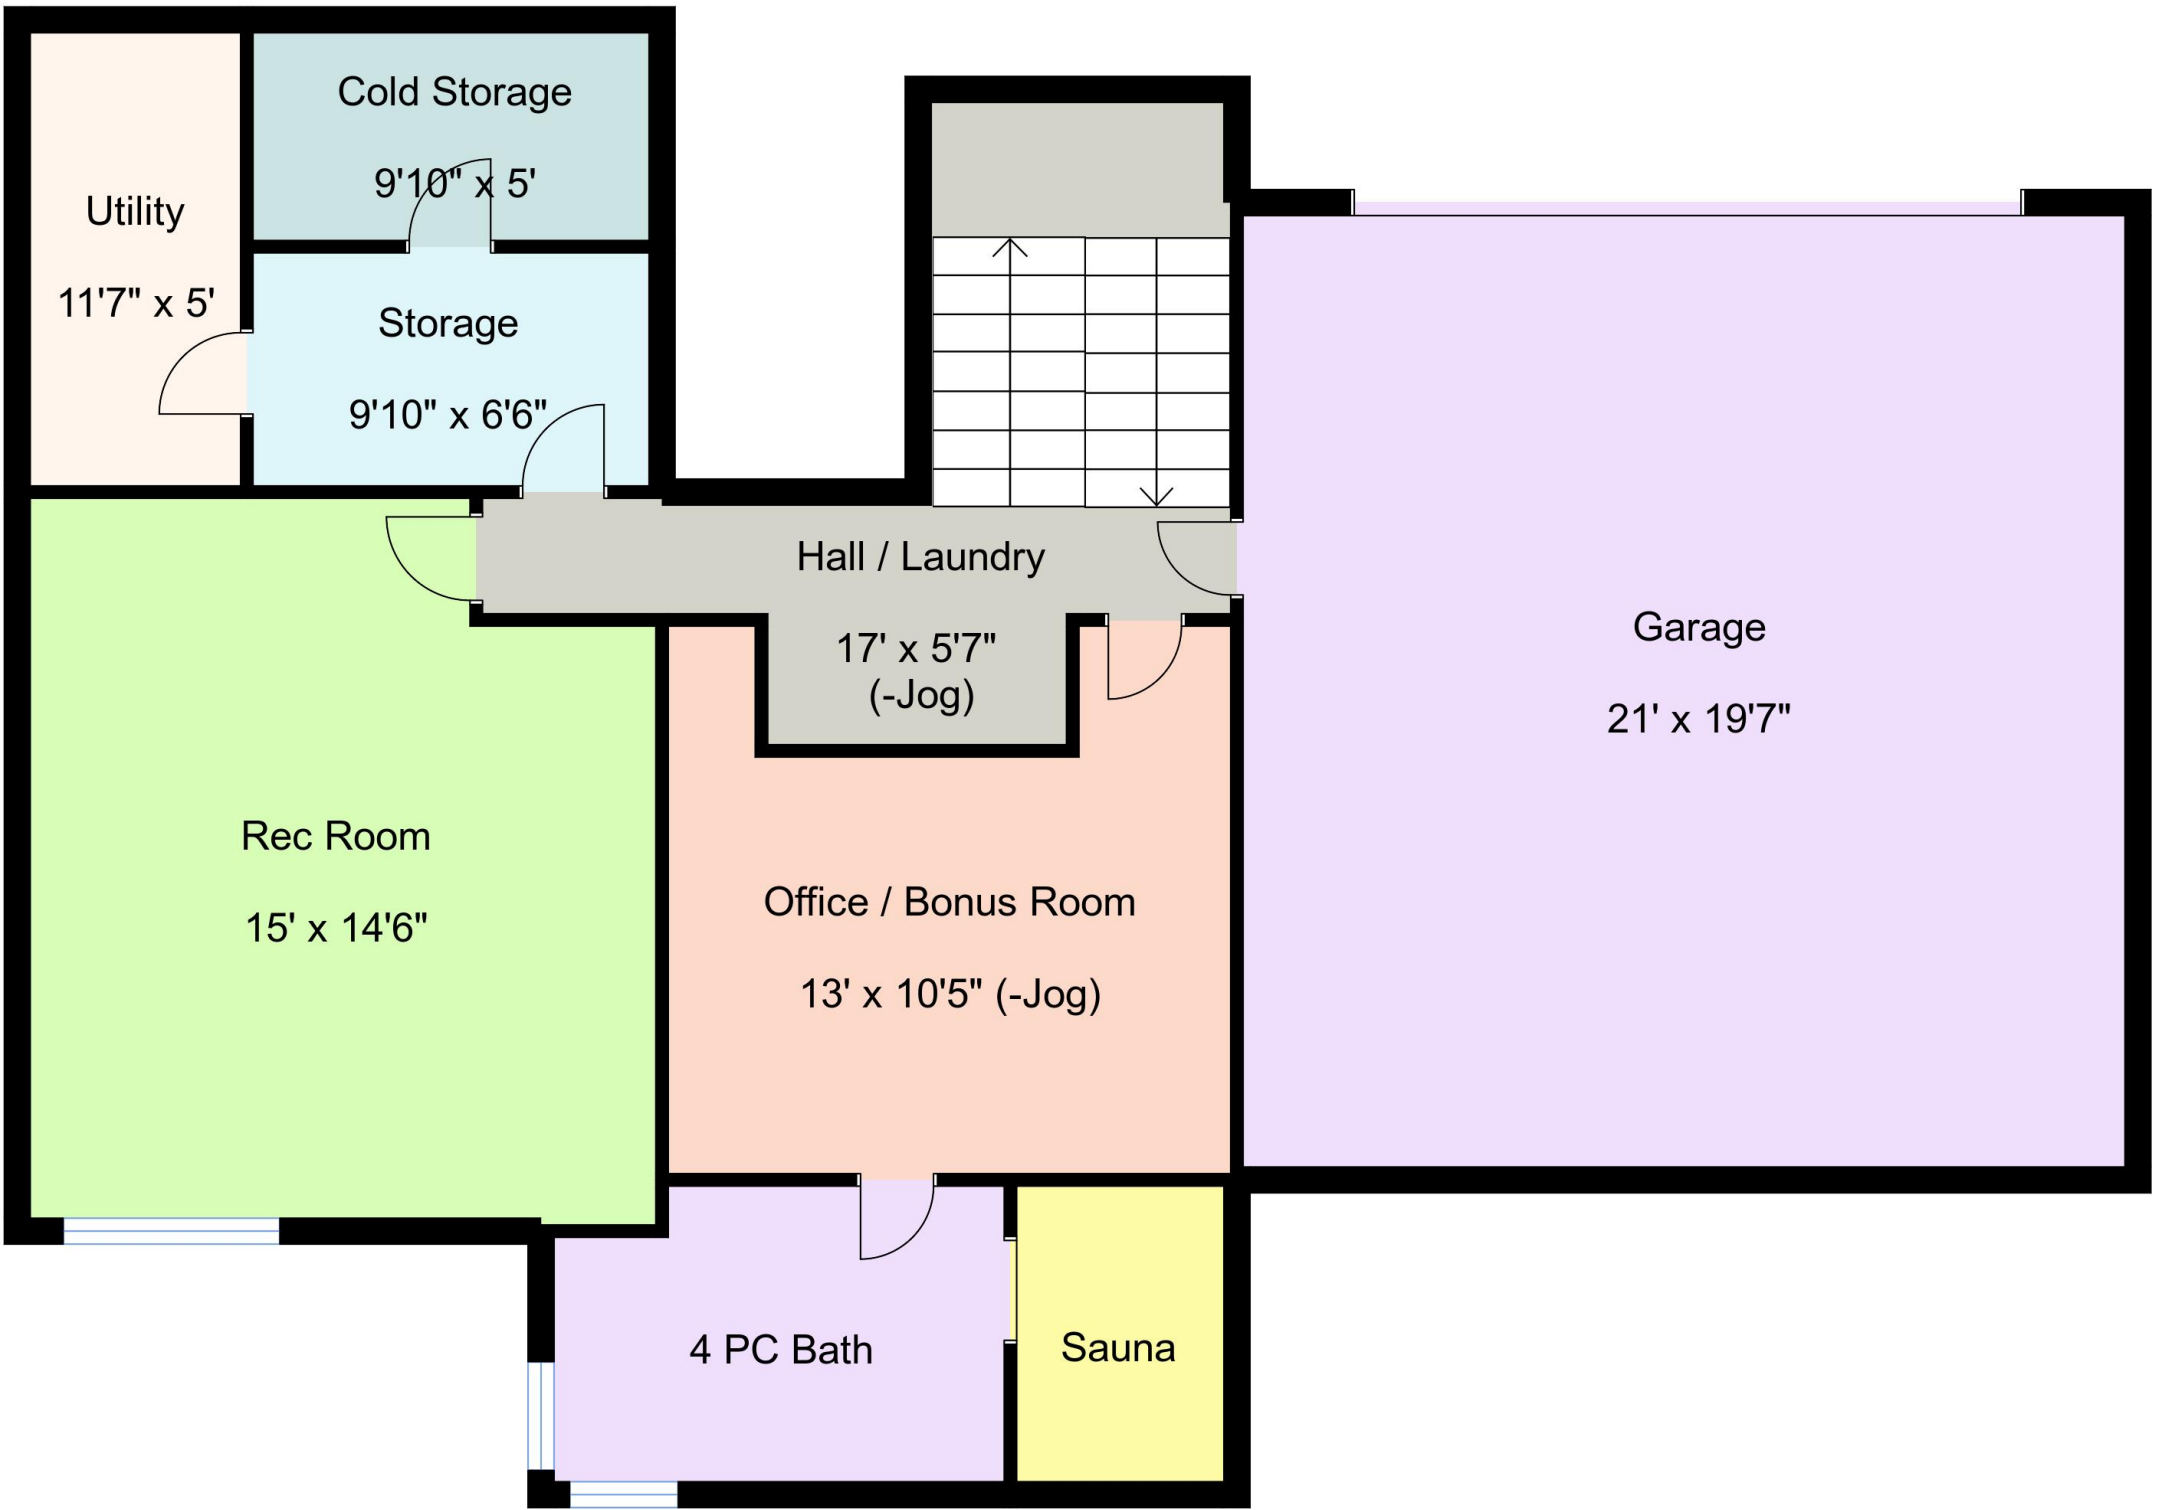 Cold Storage
9'10" x 5'
Utility
11'7" x 5'
Storage
9'10" x 6'6"
Hall / Laundry
17' x 5'7"
(-Jog)
Garage
21' x 19'7"
Rec Room
15' x 14'6"
Office / Bonus Room
13' x 10'5" (-Jog)
4 PC Bath
Sauna